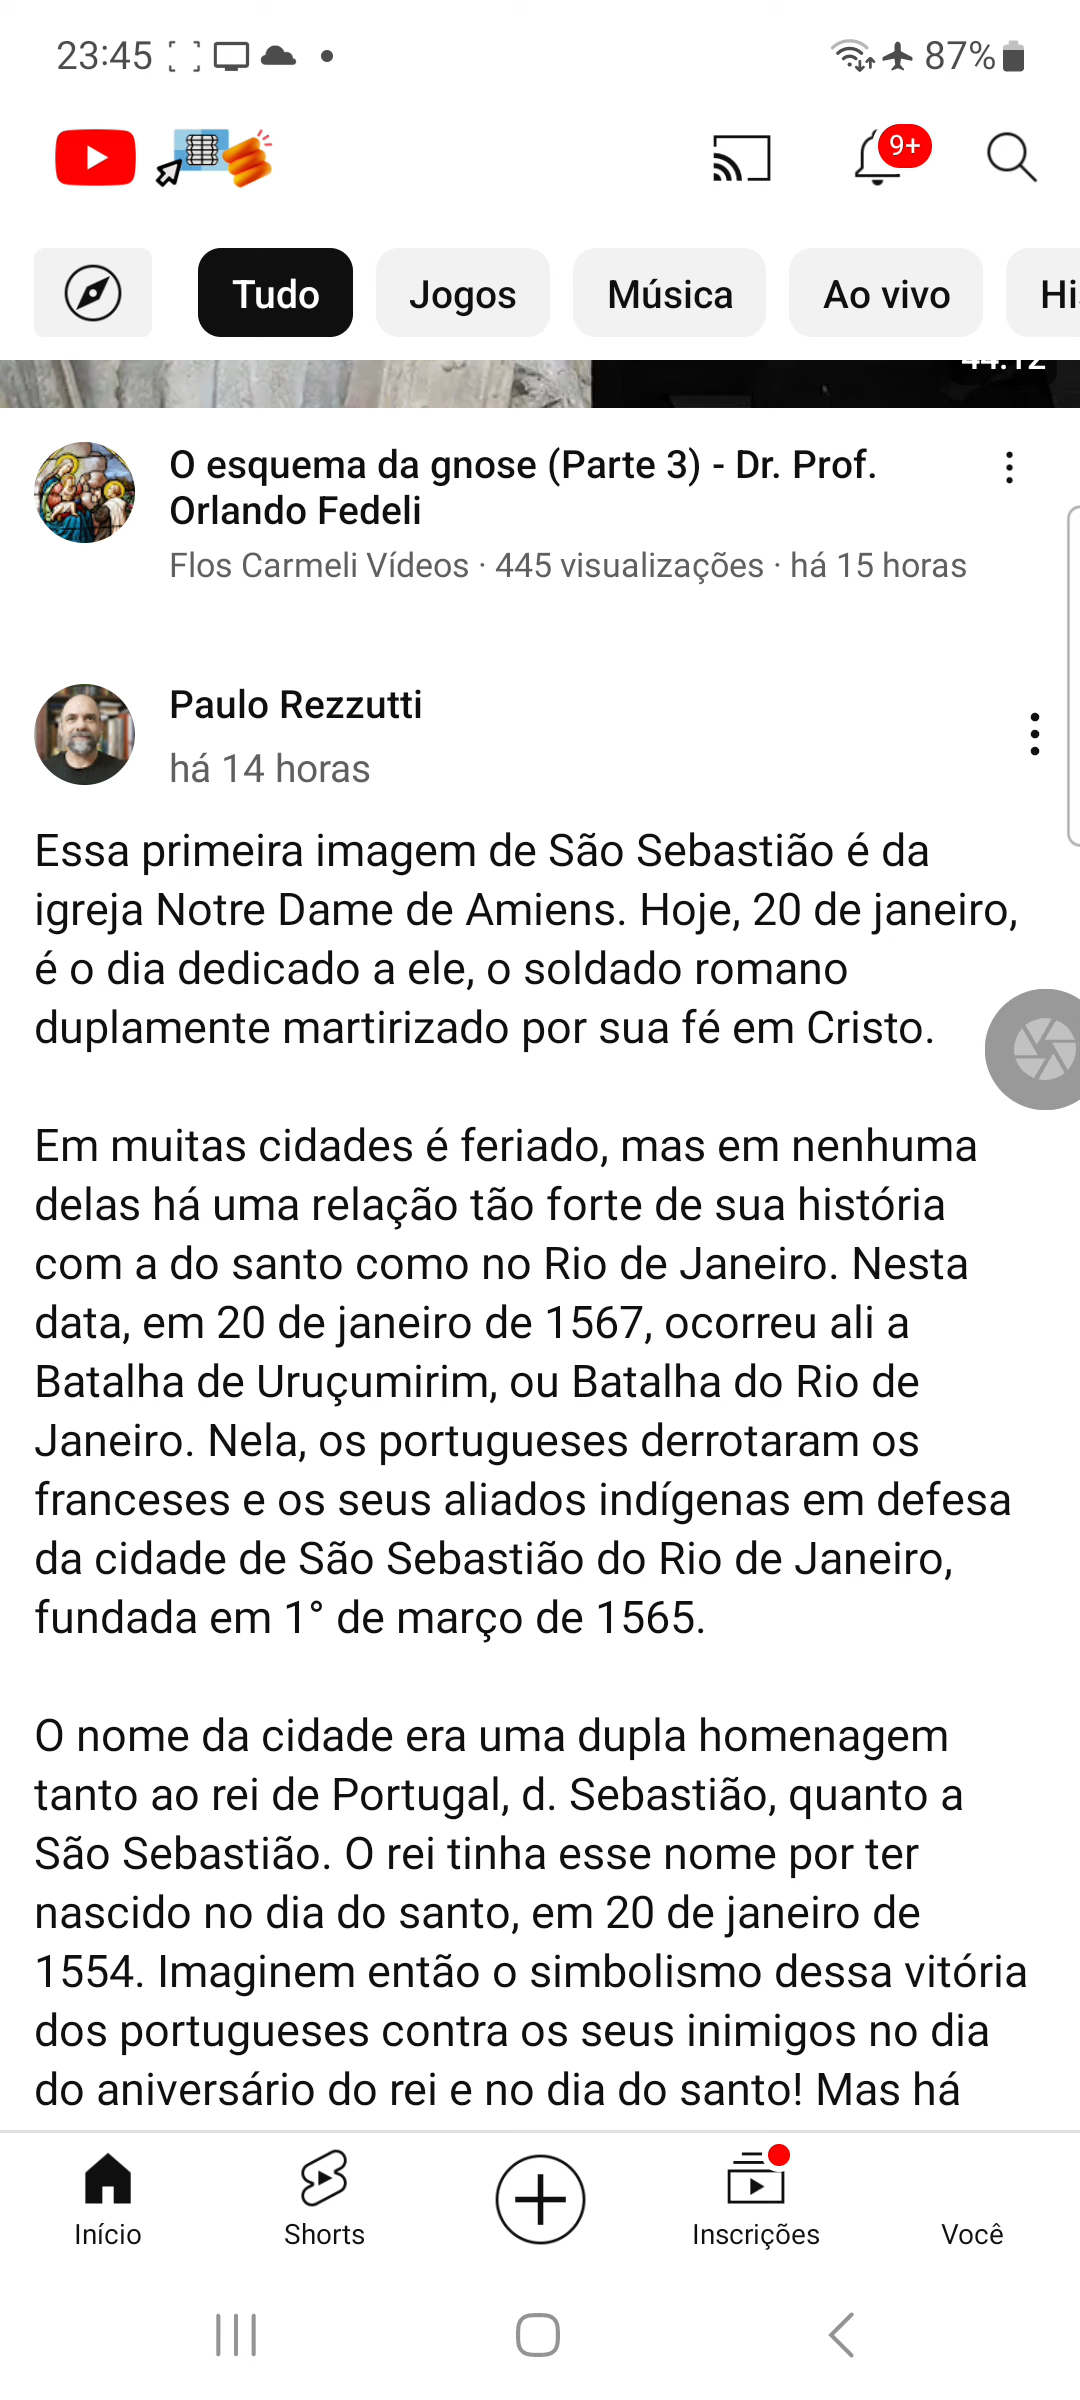 23:45
87%
9+
Tudo
Jogos
Música
Ao vivo
Hi
44:12
O esquema da gnose (Parte 3) - Dr. Prof.
Orlando Fedeli
Flos Carmeli Vídeos · 445 visualizações · há 15 horas
Paulo Rezzutti
há 14 horas
Essa primeira imagem de São Sebastião é da
igreja Notre Dame de Amiens. Hoje, 20 de janeiro,
é o dia dedicado a ele, o soldado romano
duplamente martirizado por sua fé em Cristo.
Em muitas cidades é feriado, mas em nenhuma
delas há uma relação tão forte de sua história
com a do santo como no Rio de Janeiro. Nesta
data, em 20 de janeiro de 1567, ocorreu ali a
Batalha de Uruçumirim, ou Batalha do Rio de
Janeiro. Nela, os portugueses derrotaram os
franceses e os seus aliados indígenas em defesa
da cidade de São Sebastião do Rio de Janeiro,
fundada em 1° de março de 1565.
O nome da cidade era uma dupla homenagem
tanto ao rei de Portugal, d. Sebastião, quanto a
São Sebastião. O rei tinha esse nome por ter
nascido no dia do santo, em 20 de janeiro de
1554. Imaginem então o simbolismo dessa vitória
dos portugueses contra os seus inimigos no dia
do aniversário do rei e no dia do santo! Mas há
Início
Shorts
Inscrições
Você